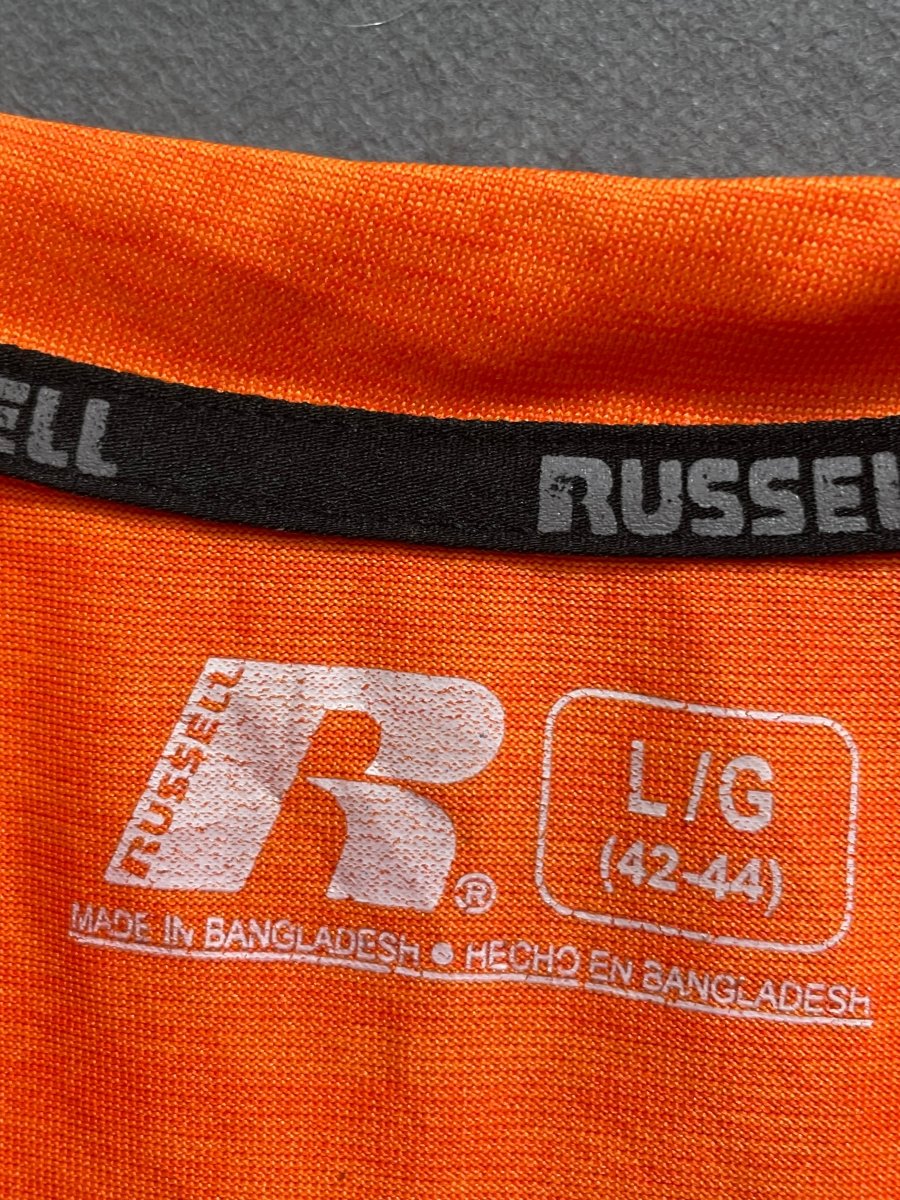 ELL RUSSELL
RUSSELL
R ®
L/G
(42-44)
MADE IN BANGLADESH • HECHO EN BANGLADESH